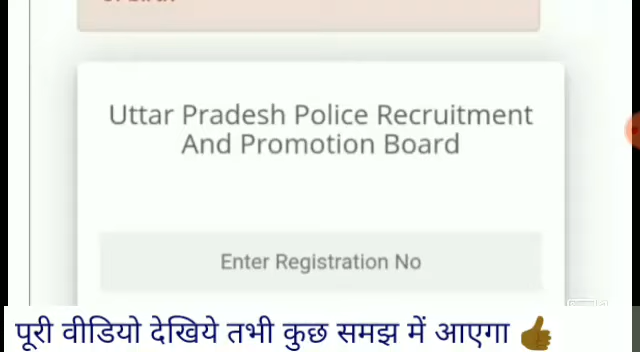 Uttar Pradesh Police Recruitment
And Promotion Board
Enter Registration No
पूरी वीडियो देखिये तभी कुछ समझ में आएगा 👍